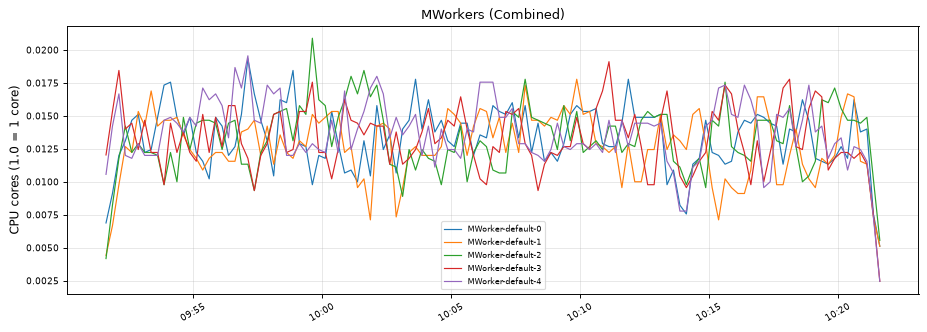 MWorkers (Combined)
CPU cores (1.0 = 1 core)
0.0200
0.0175
0.0150
0.0125
0.0100
0.0075
0.0050
0.0025
MWorker-default-0
MWorker-default-1
MWorker-default-2
MWorker-default-3
MWorker-default-4
09:55
10:00
10:05
10:10
10:15
10:20